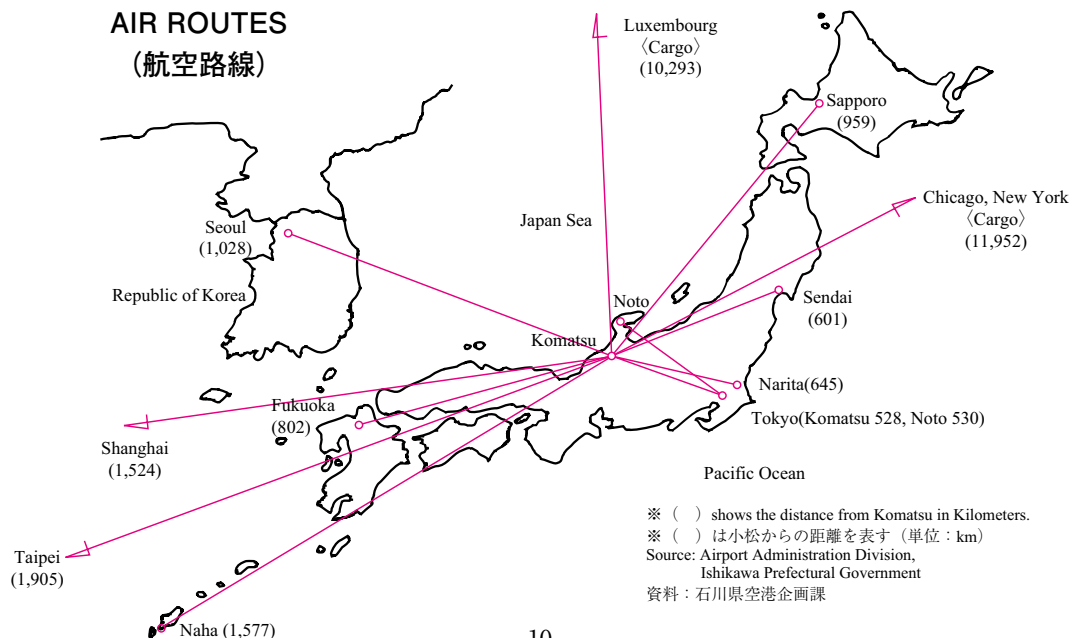 AIR ROUTES
(航空路線)
Luxembourg
〈Cargo〉
(10,293)
Sapporo
(959)
Chicago, New York
〈Cargo〉
(11,952)
Japan Sea
Seoul
(1,028)
Republic of Korea
Noto
Sendai
(601)
Komatsu
Narita(645)
Fukuoka
(802)
Tokyo(Komatsu 528, Noto 530)
Shanghai
(1,524)
Pacific Ocean
※ (　) shows the distance from Komatsu in Kilometers.
※ (　) は小松からの距離を表す (単位:km)
Source: Airport Administration Division,
Ishikawa Prefectural Government
資料:石川県空港企画課
Taipei
(1,905)
Naha (1,577)
10